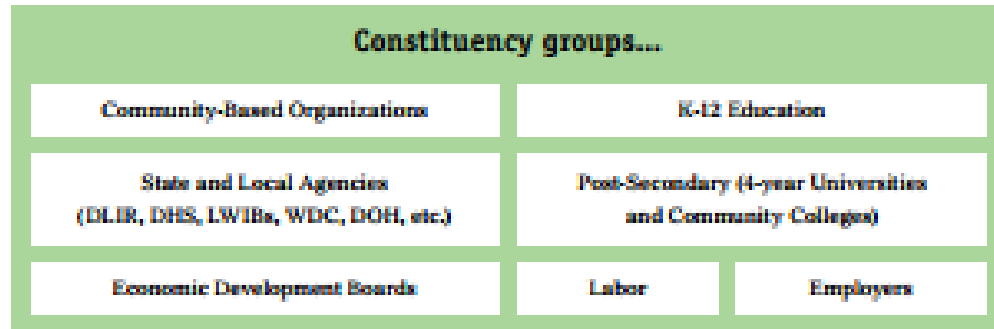 Constituency groups...
Community-Based Organizations
K-12 Education
State and Local Agencies
(DLIR, DHS, LWIBs, WDC, DOH, etc.)
Post-Secondary (4-year Universities
and Community Colleges)
Economic Development Boards
Labor
Employers